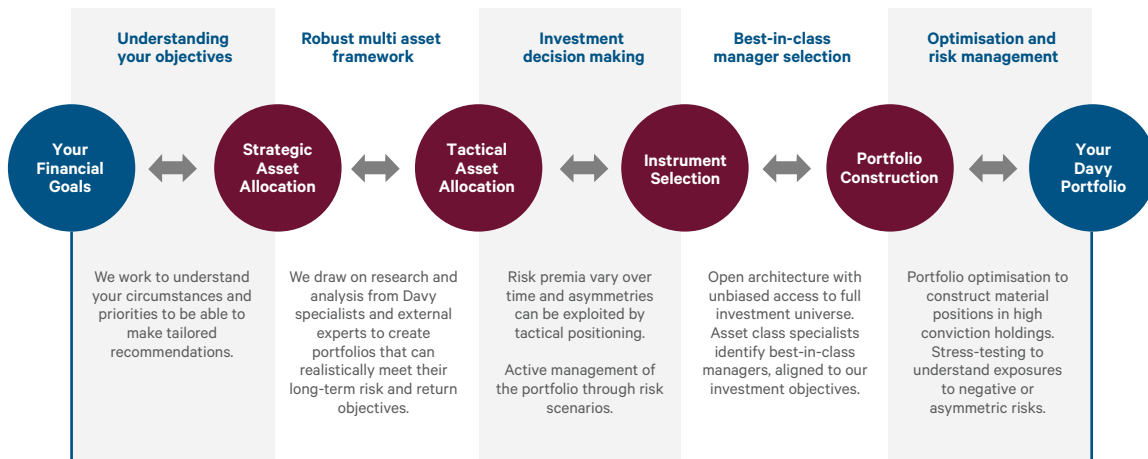 Understanding
your objectives
Robust multi asset
framework
Investment
decision making
Best-in-class
manager selection
Optimisation and
risk management
Your
Financial
Goals
Strategic
Asset
Allocation
Tactical
Asset
Allocation
Instrument
Selection
Portfolio
Construction
Your
Davy
Portfolio
We work to understand
your circumstances and
priorities to be able to
make tailored
recommendations.
We draw on research and
analysis from Davy
specialists and external
experts to create
portfolios that can
realistically meet their
long-term risk and return
objectives.
Risk premia vary over
time and asymmetries
can be exploited by
tactical positioning.
Active management of
the portfolio through risk
scenarios.
Open architecture with
unbiased access to full
investment universe.
Asset class specialists
identify best-in-class
managers, aligned to our
investment objectives.
Portfolio optimisation to
construct material
positions in high
conviction holdings.
Stress-testing to
understand exposures
to negative or
asymmetric risks.